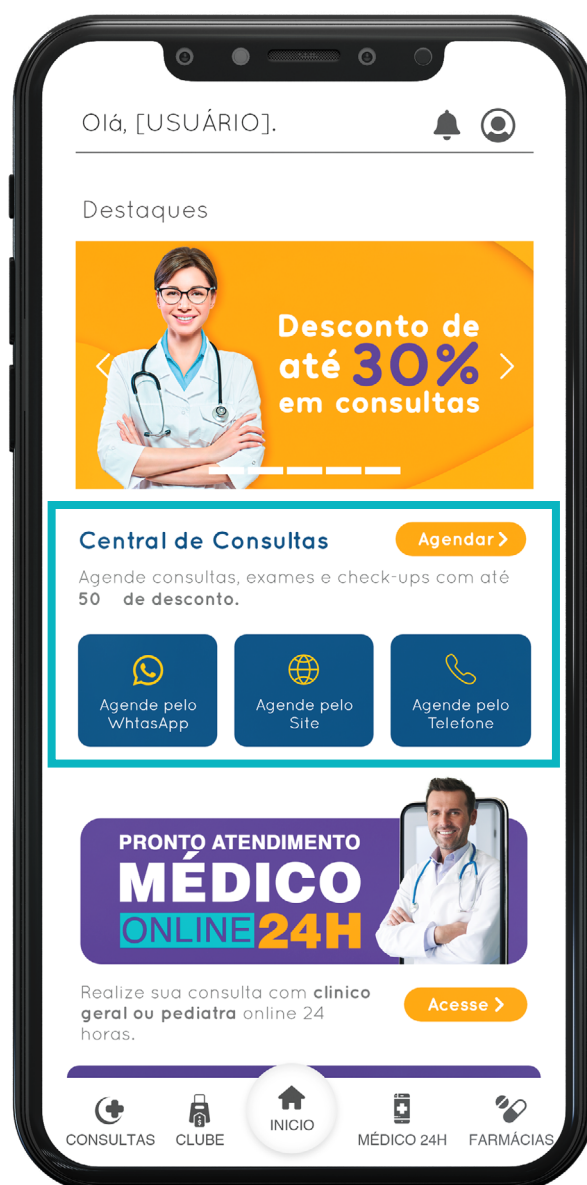 Olá, [USUÁRIO].
Destaques
Desconto de
até 30%
em consultas
Central de Consultas
Agendar
Agende consultas, exames e check-ups com até
50 de desconto.
Agende pelo
WhtasApp
Agende pelo
Site
Agende pelo
Telefone
PRONTO ATENDIMENTO
MÉDICO
ONLINE 24H
Realize sua consulta com clinico
geral ou pediatra online 24
horas.
Acesse
CONSULTAS
CLUBE
INICIO
MÉDICO 24H
FARMÁCIAS